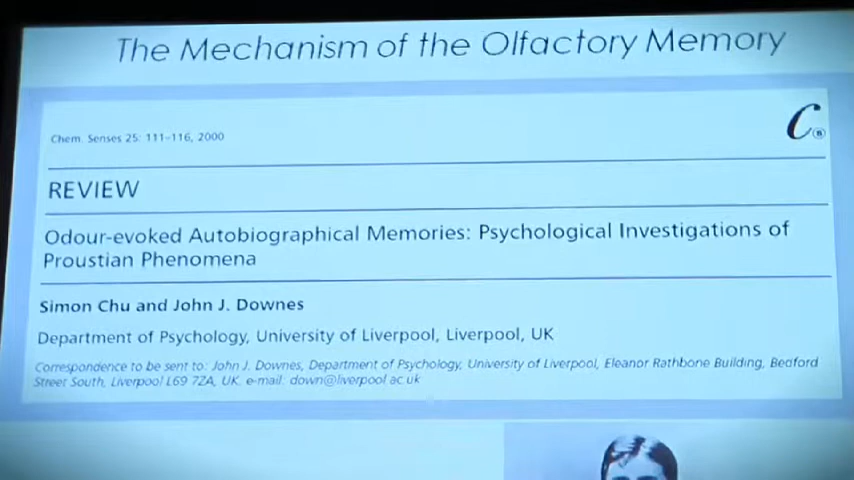 The Mechanism of the Olfactory Memory
C®
Chem. Senses 25: 111–116, 2000
REVIEW
Odour-evoked Autobiographical Memories: Psychological Investigations of
Proustian Phenomena
Simon Chu and John J. Downes
Department of Psychology, University of Liverpool, Liverpool, UK
Correspondence to be sent to: John J. Downes, Department of Psychology, University of Liverpool, Eleanor Rathbone Building, Bedford
Street South, Liverpool L69 7ZA, UK. e-mail: down@liverpool.ac.uk